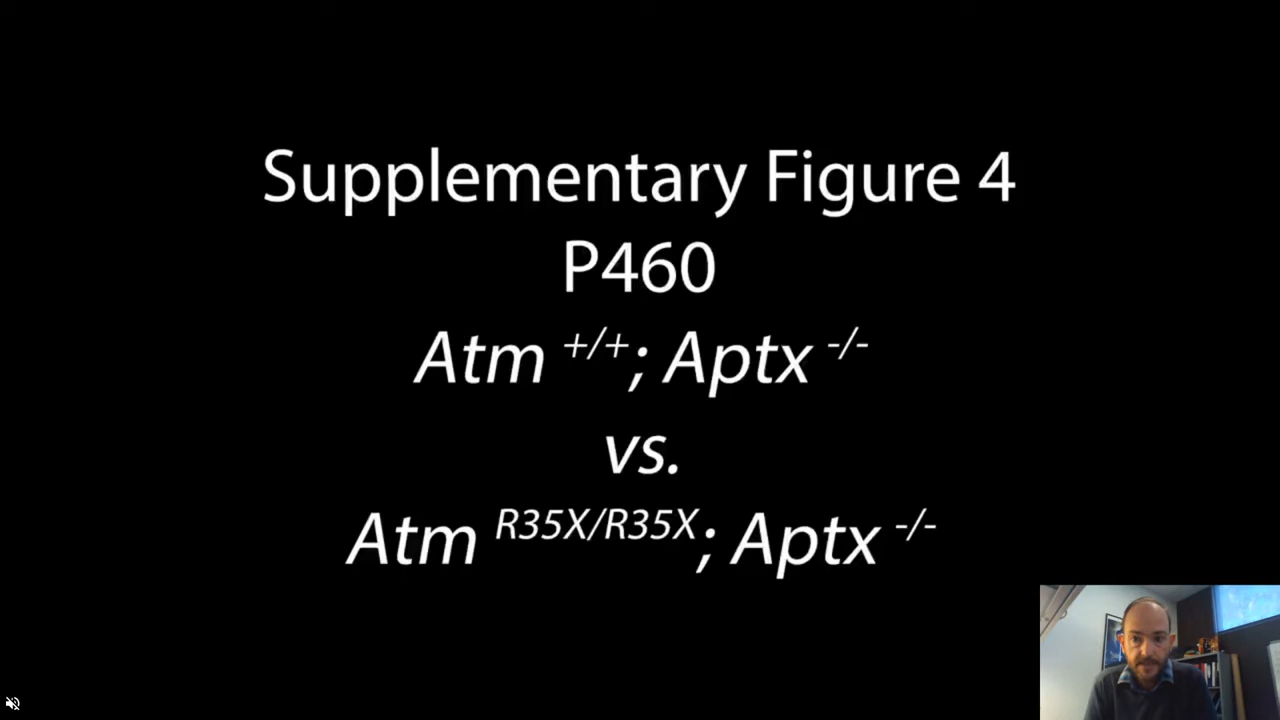 Supplementary Figure 4
P460
Atm +/+; Aptx -/-
vs.
Atm R35X/R35X; Aptx -/-